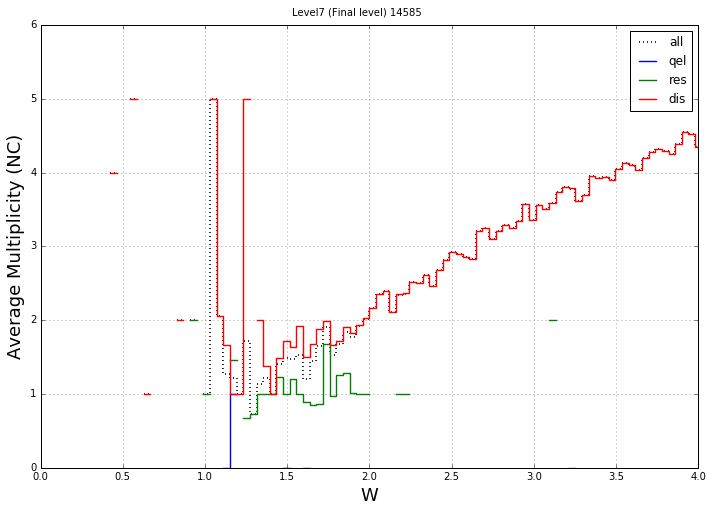 Level7 (Final level) 14585
Average Multiplicity (NC)
6
5
4
3
2
1
0
all
qel
res
dis
0.0 0.5 1.0 1.5 2.0 2.5 3.0 3.5 4.0
W